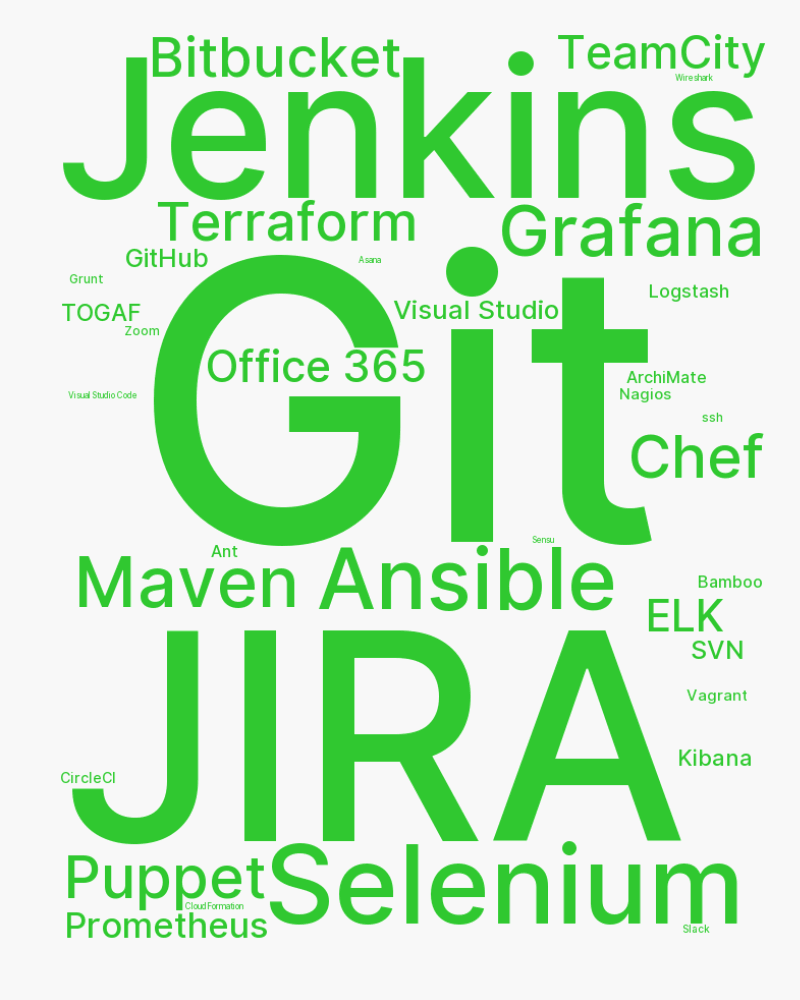 Bitbucket
TeamCity
Wireshark
Jenkins
Terraform
Grafana
GitHub
Asana
Grunt
Logstash
TOGAF
Visual Studio
Zoom
Git
Office 365
ArchiMate
Nagios
Visual Studio Code
ssh
Chef
Sensu
Ant
Maven
Ansible
Bamboo
ELK
SVN
Vagrant
JIRA
Kibana
CircleCI
Puppet
Selenium
Cloud Formation
Prometheus
Slack